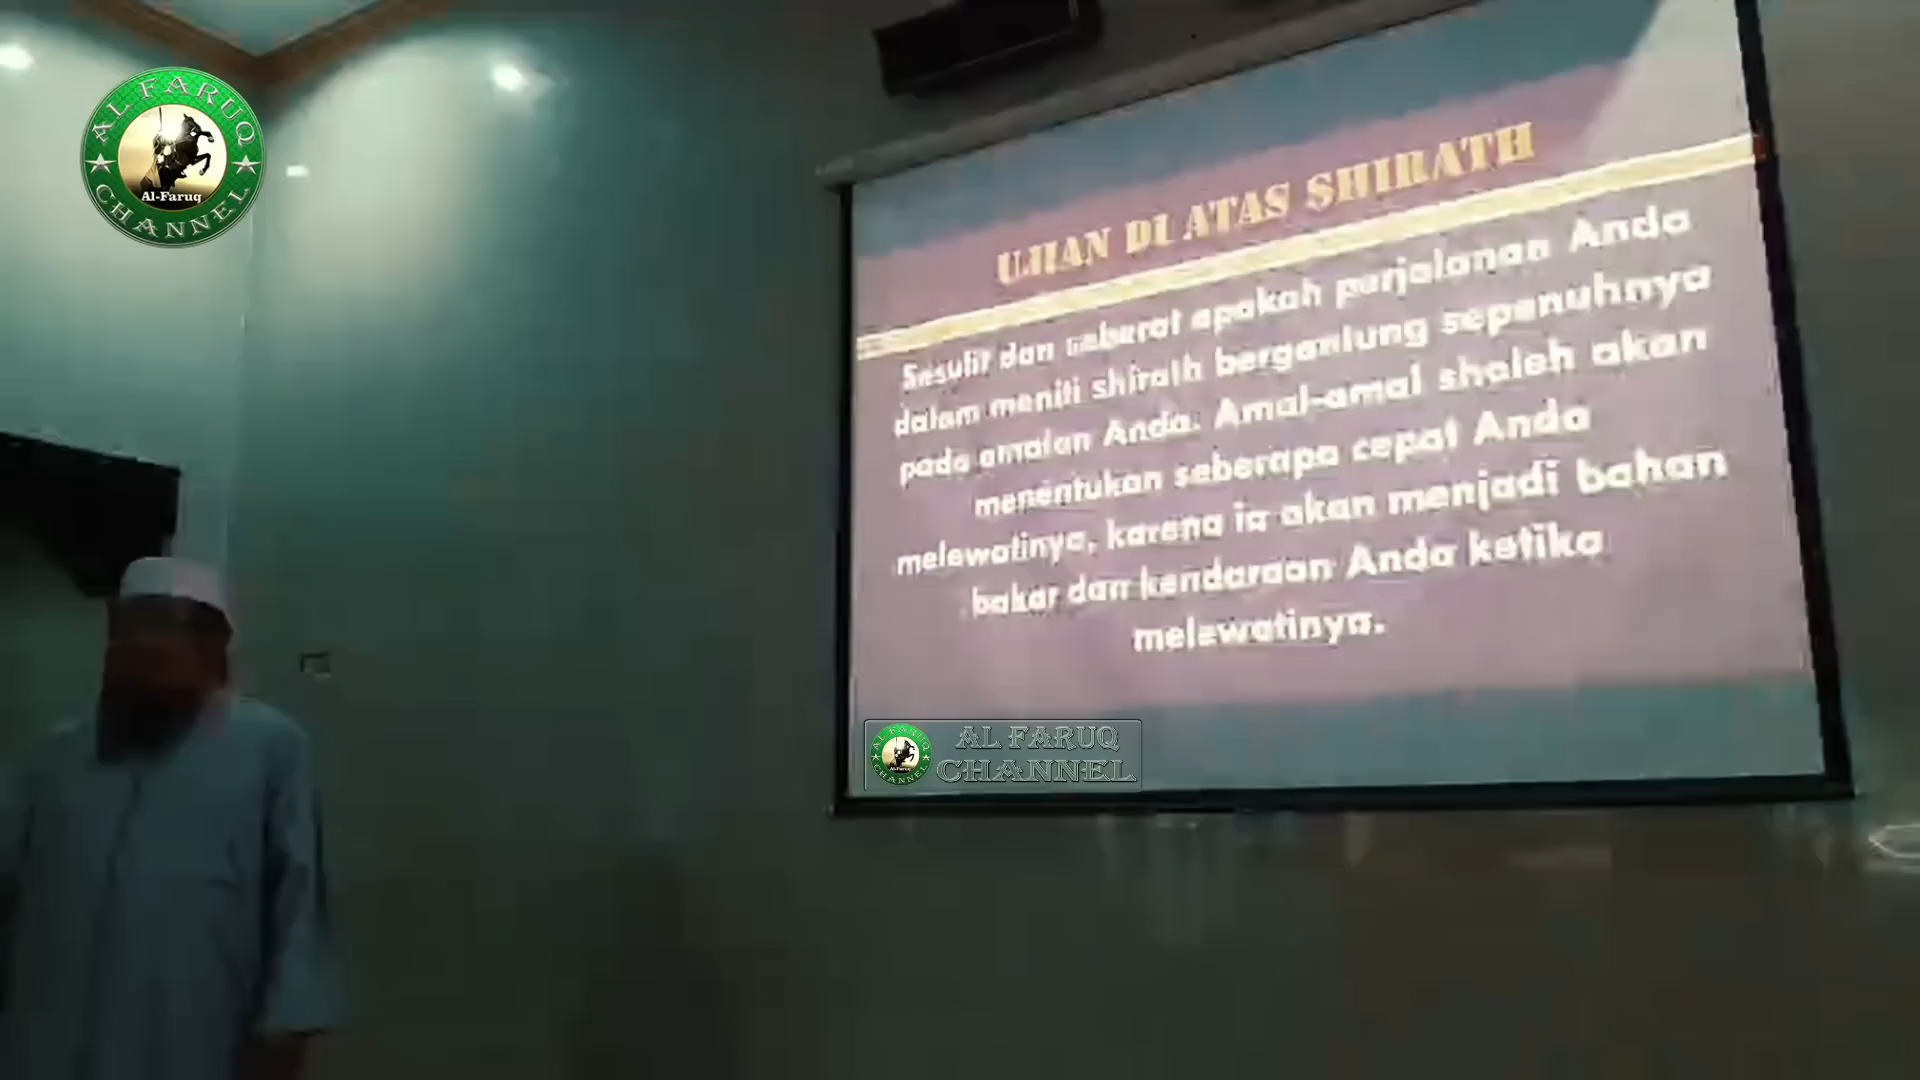 AL FARUQ
Al-Faruq
CHANNEL
UJIAN DI ATAS SHIRATH
Sesulit dan seberat apakah perjalanan Anda
dalam meniti shirath bergantung sepenuhnya
pada amalan Anda. Amal-amal shaleh akan
menentukan seberapa cepat Anda
melewatinya, karena ia akan menjadi bahan
bakar dan kendaraan Anda ketika
melewatinya.
AL FARUQ
CHANNEL